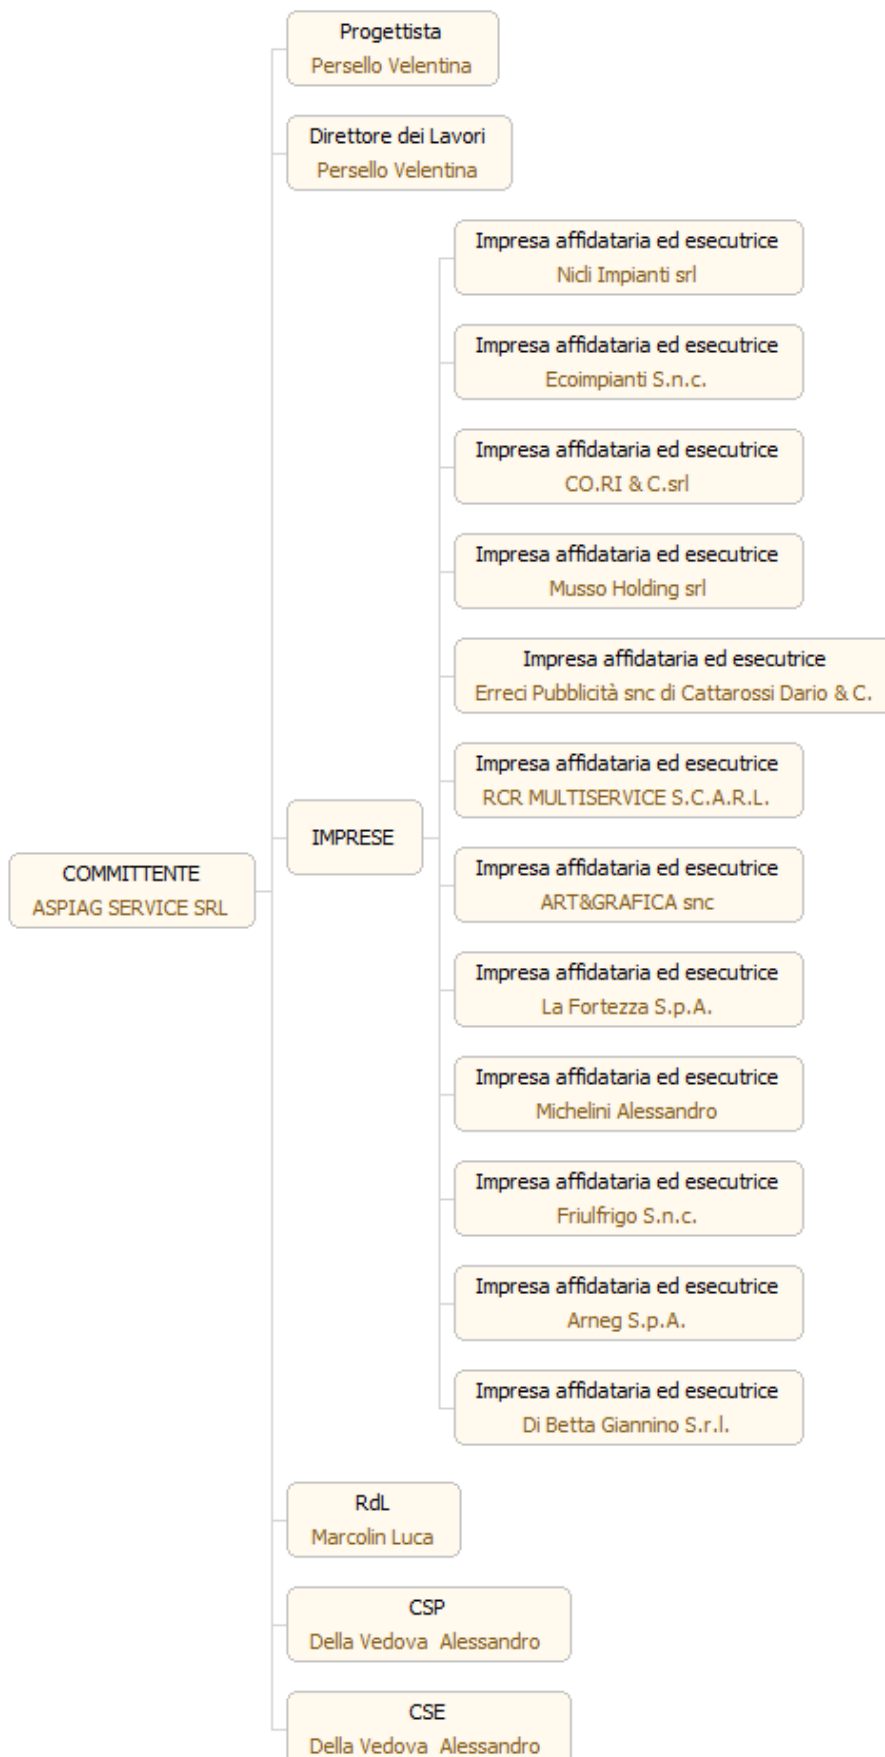 Progettista
Persello Velentina
Direttore dei Lavori
Persello Velentina
Impresa affidataria ed esecutrice
Nicli Impianti srl
Impresa affidataria ed esecutrice
Ecoimpianti S.n.c.
Impresa affidataria ed esecutrice
CO.RI & C.srl
Impresa affidataria ed esecutrice
Musso Holding srl
Impresa affidataria ed esecutrice
Erreci Pubblicità snc di Cattarossi Dario & C.
Impresa affidataria ed esecutrice
RCR MULTISERVICE S.C.A.R.L.
IMPRESE
COMMITTENTE
ASPIAG SERVICE SRL
Impresa affidataria ed esecutrice
ART&GRAFICA snc
Impresa affidataria ed esecutrice
La Fortezza S.p.A.
Impresa affidataria ed esecutrice
Michelini Alessandro
Impresa affidataria ed esecutrice
Friulfrigo S.n.c.
Impresa affidataria ed esecutrice
Arneg S.p.A.
Impresa affidataria ed esecutrice
Di Betta Giannino S.r.l.
RdL
Marcolin Luca
CSP
Della Vedova  Alessandro
CSE
Della Vedova  Alessandro